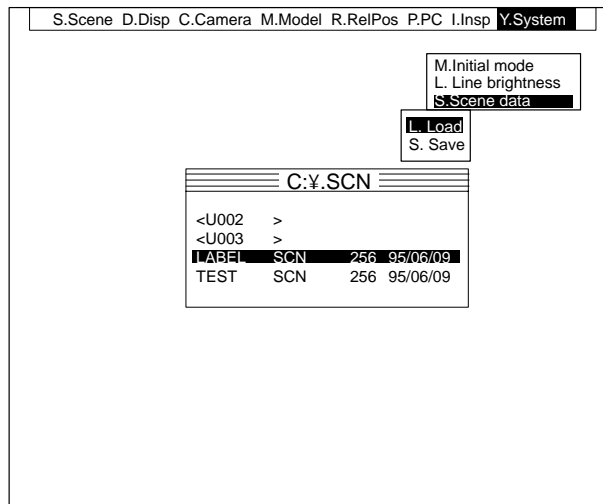 S.Scene D.Disp C.Camera M.Model R.RelPos P.PC I.Insp Y.System
M.Initial mode
L. Line brightness
S.Scene data
L. Load
S. Save
C:¥.SCN
<U002 >
<U003 >
LABEL SCN 256 95/06/09
TEST SCN 256 95/06/09